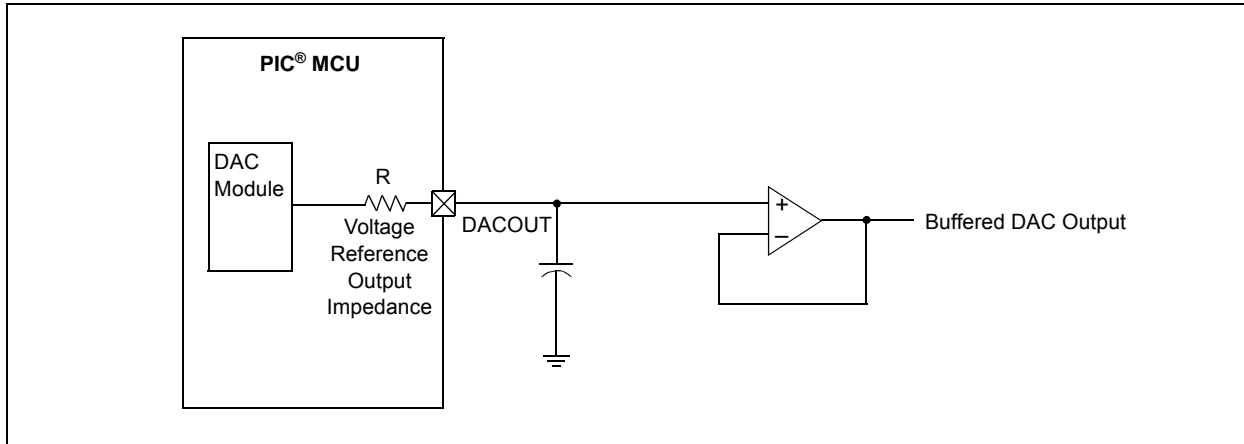 PIC® MCU
DAC
Module
R
Voltage
Reference
Output
Impedance
DACOUT
+
–
Buffered DAC Output